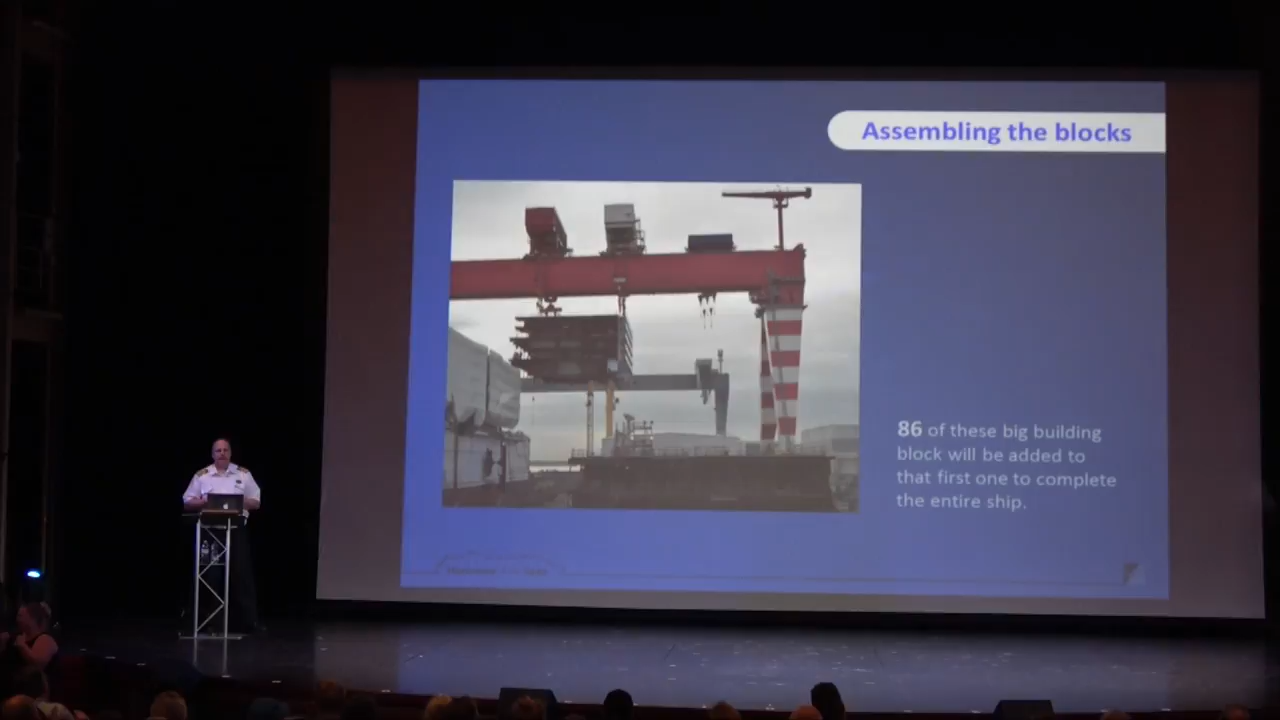 Assembling the blocks
86 of these big building
block will be added to
that first one to complete
the entire ship.